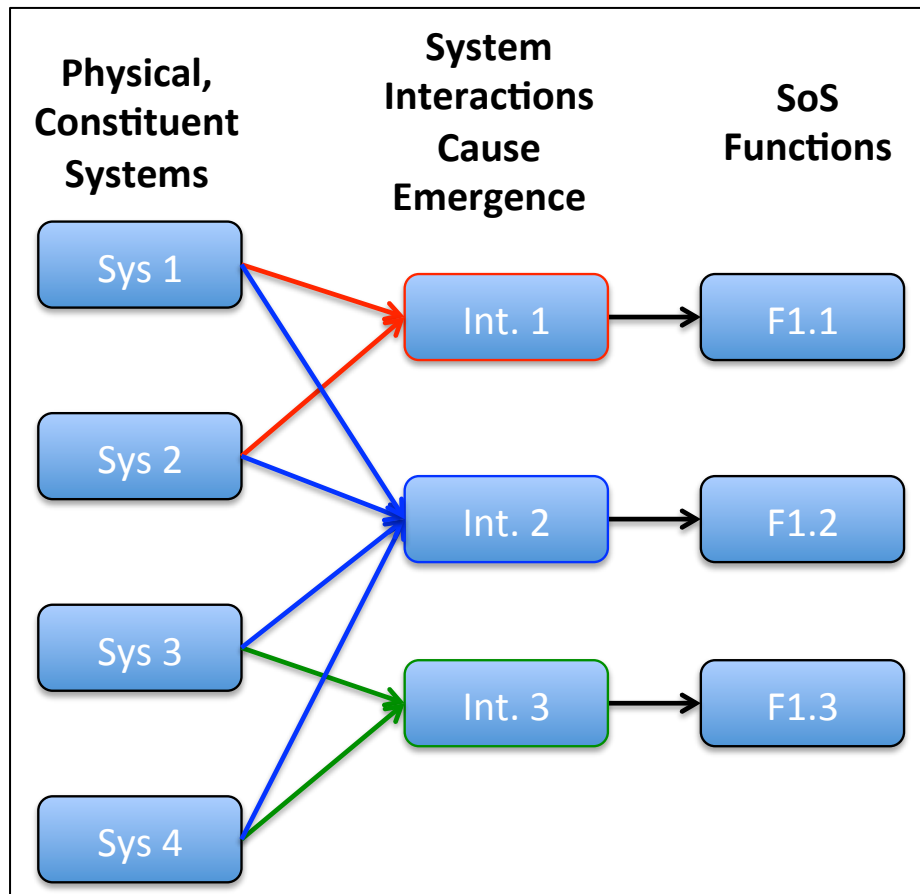 Physical,
Constituent
Systems
System
Interactions
Cause
Emergence
SoS
Functions
Sys 1
Sys 2
Sys 3
Sys 4
Int. 1
Int. 2
Int. 3
F1.1
F1.2
F1.3